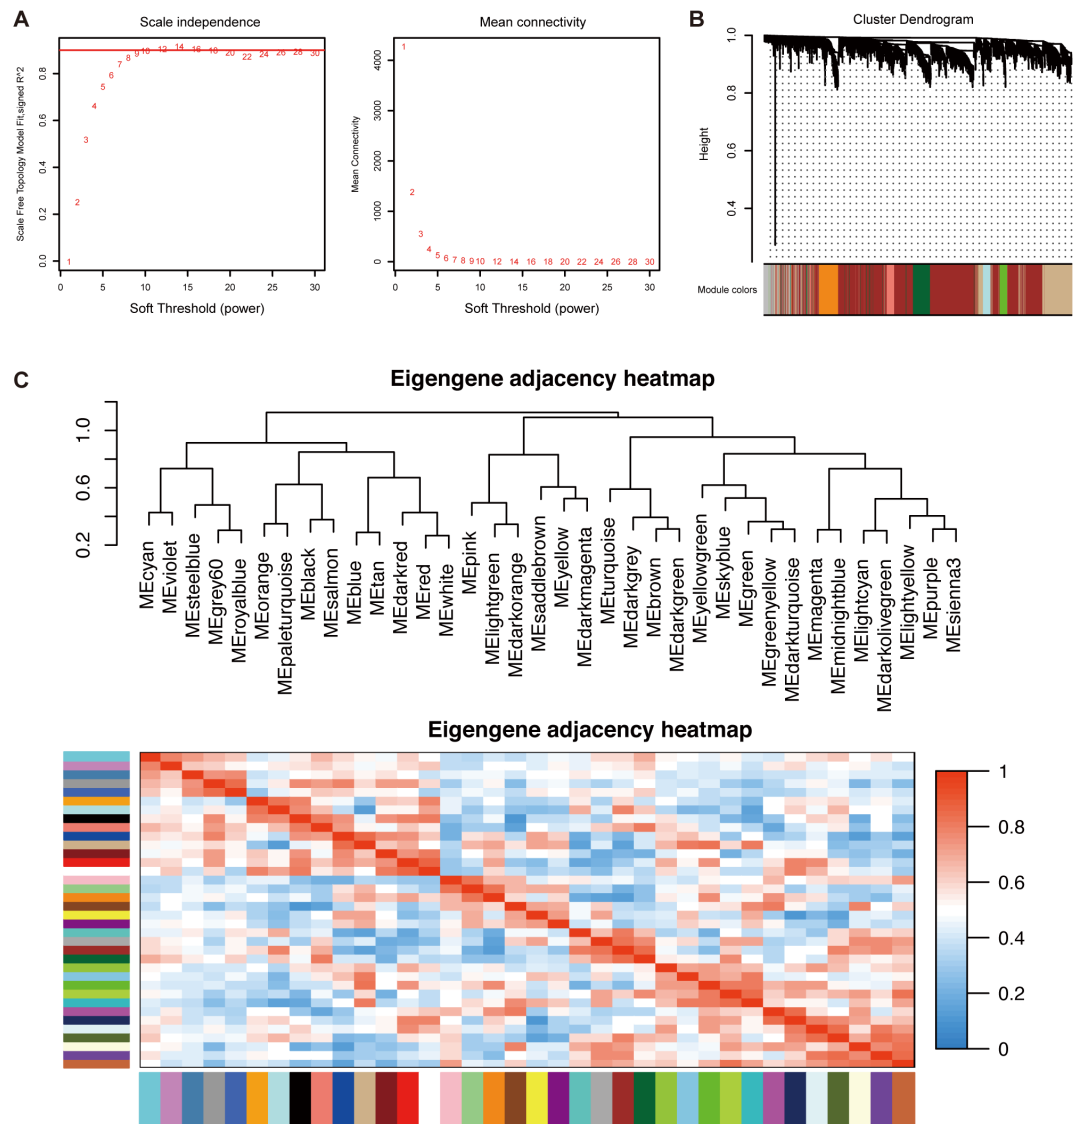 A
Scale independence
Scale Free Topology Model Fit,signed R^2
0.0 0.2 0.4 0.6 0.8
1 2 3 4 5 6 7 8 9 10 12 14 16 18 20 22 24 26 28 30
0 5 10 15 20 25 30
Soft Threshold (power)
Mean connectivity
Mean Connectivity
0 1000 2000 3000 4000
1 2 3 4 5 6 7 8 9 10 12 14 16 18 20 22 24 26 28 30
0 5 10 15 20 25 30
Soft Threshold (power)
B
Cluster Dendrogram
Height
1.0
0.8
0.6
0.4
Module colors
C
Eigengene adjacency heatmap
0.2 0.6 1.0
MEcyan
MEviolet
MEsteelblue
MEgrey60
MEroyalblue
MEorange
MEpaleturquoise
MEblack
MEsalmon
MEblue
MEtan
MEdarkred
MEred
MEwhite
MEpink
MElightgreen
MEdarkorange
MEsaddlebrown
MEyellow
MEdarkmagenta
MEturquoise
MEdarkgrey
MEbrown
MEdarkgreen
MEyellowgreen
MEskyblue
MEgreen
MEgreenyellow
MEdarkturquoise
MEmagenta
MEmidnightblue
MElightcyan
MEdarkolivegreen
MElightyellow
MEpurple
MEsienna3
Eigengene adjacency heatmap
1
0.8
0.6
0.4
0.2
0